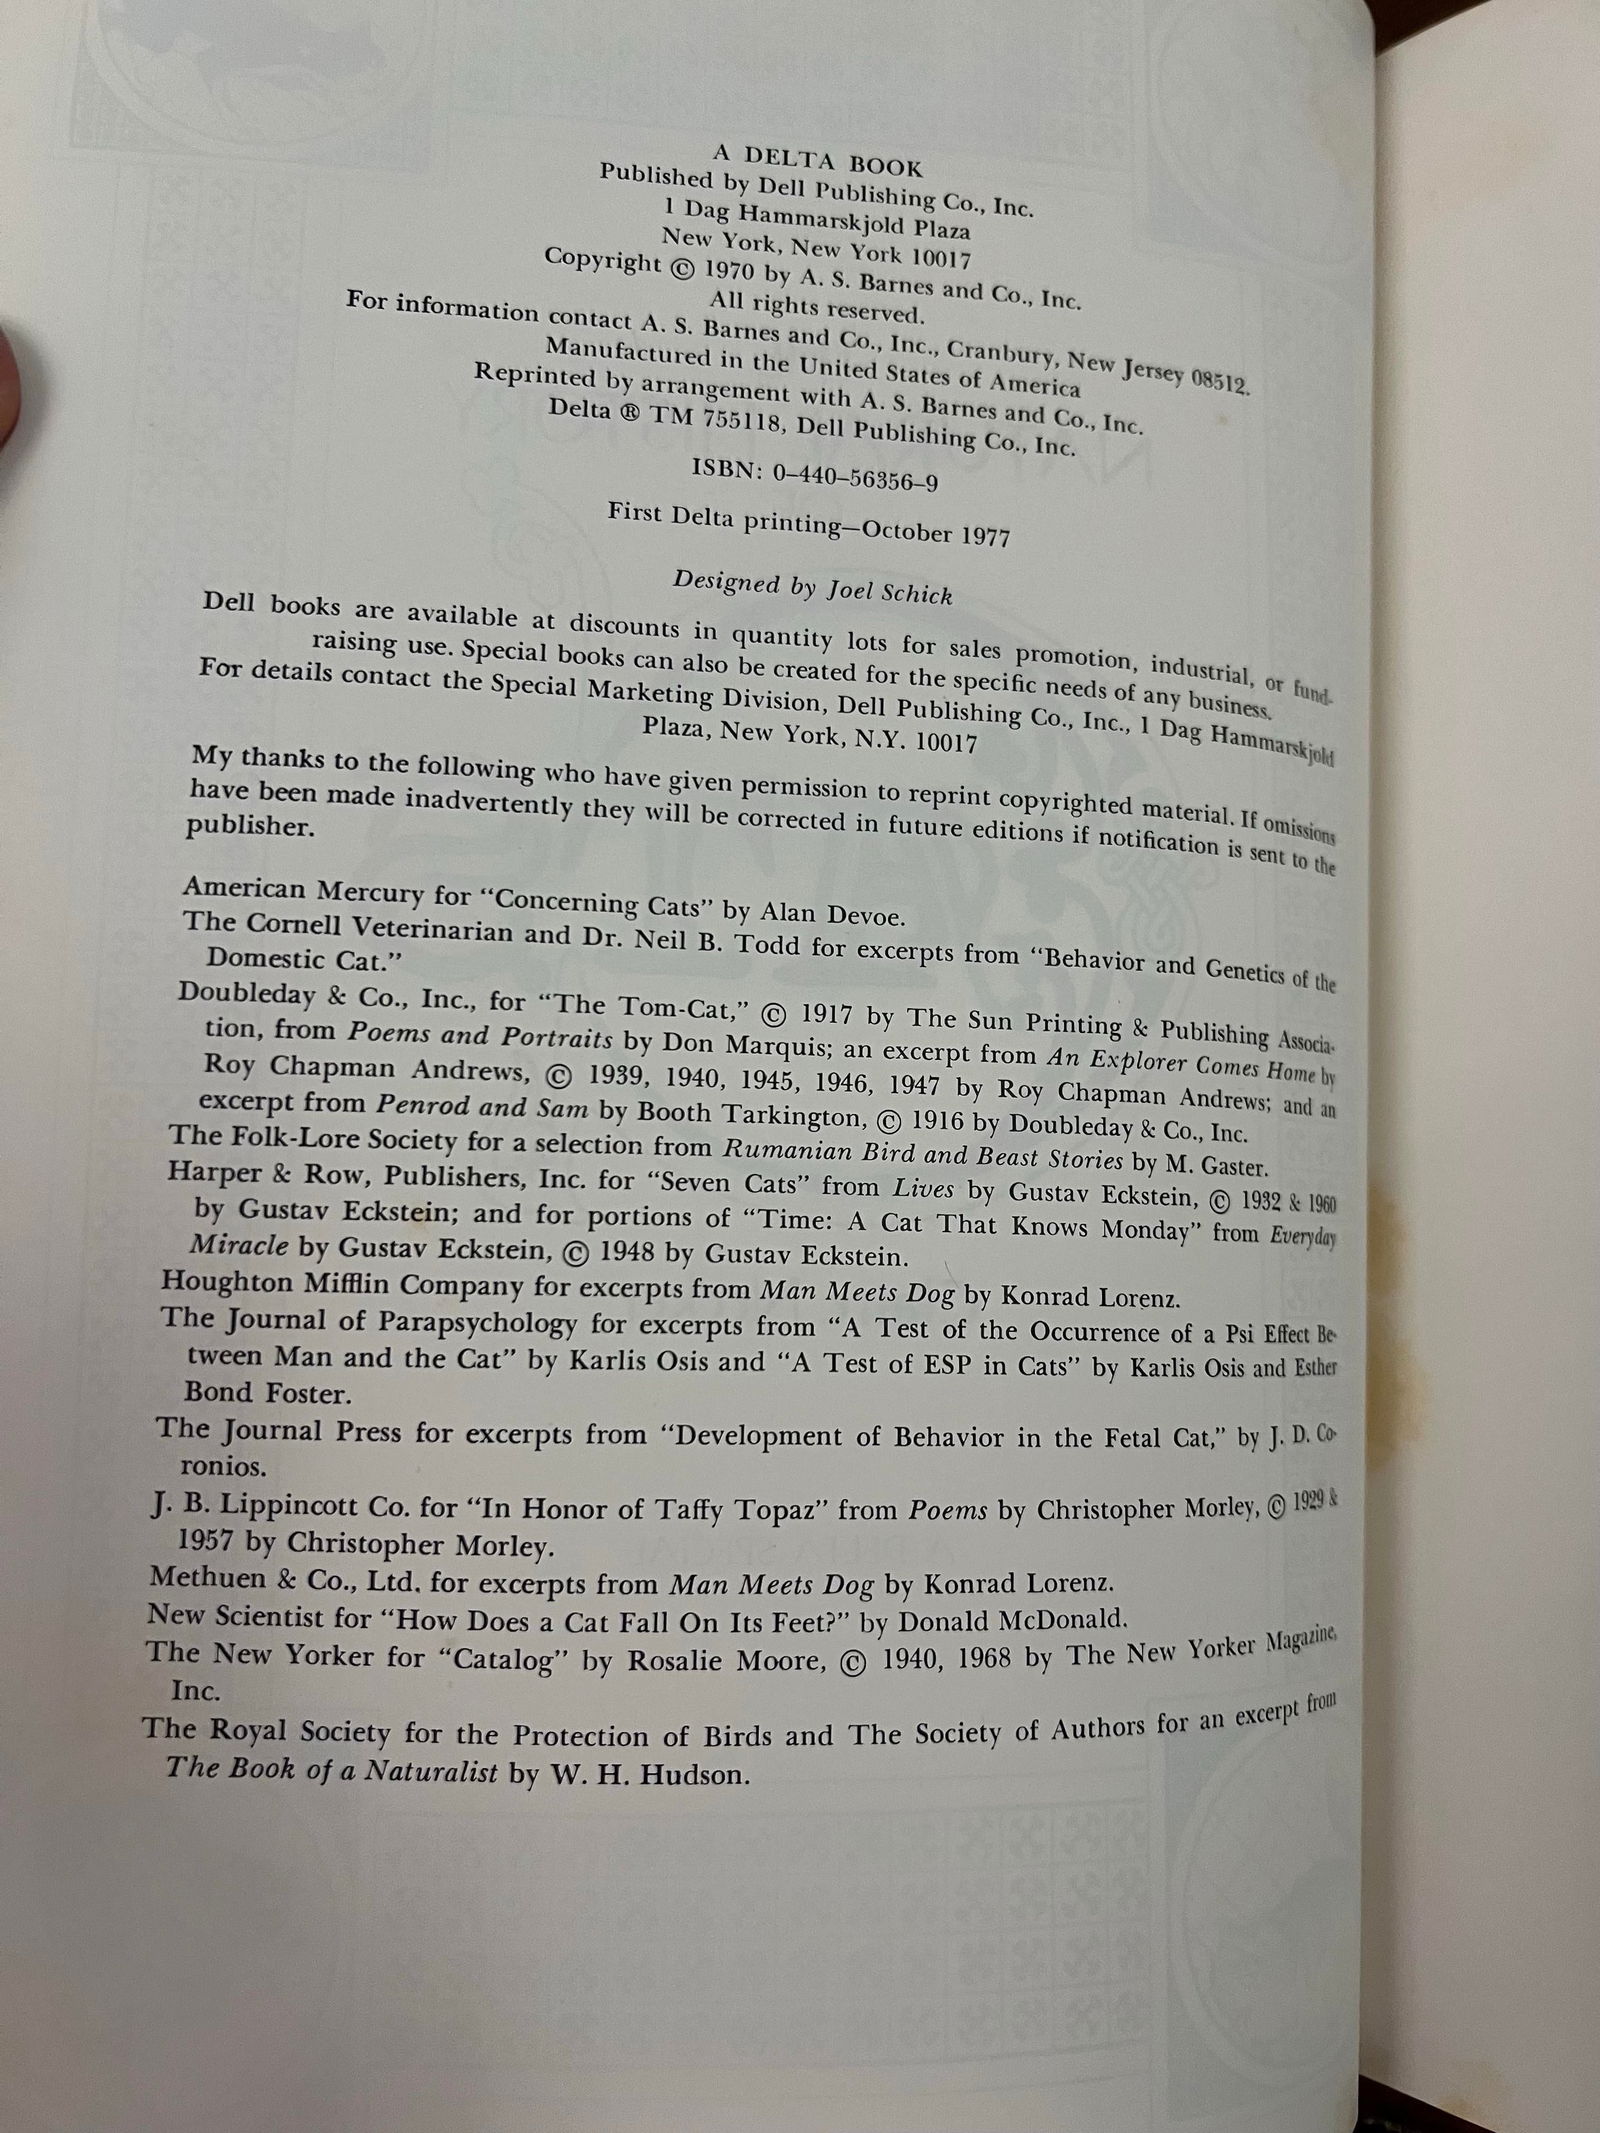 A DELTA BOOK
Published by Dell Publishing Co., Inc.
1 Dag Hammarskjold Plaza
New York, New York 10017
Copyright © 1970 by A. S. Barnes and Co., Inc.
All rights reserved.
For information contact A. S. Barnes and Co., Inc., Cranbury, New Jersey 08512.
Manufactured in the United States of America
Reprinted by arrangement with A. S. Barnes and Co., Inc.
Delta ® TM 755118, Dell Publishing Co., Inc.
ISBN: 0–440–56356–9
First Delta printing—October 1977
Designed by Joel Schick
Dell books are available at discounts in quantity lots for sales promotion, industrial, or fund-
raising use. Special books can also be created for the specific needs of any business.
For details contact the Special Marketing Division, Dell Publishing Co., Inc., 1 Dag Hammarskjold
Plaza, New York, N.Y. 10017
My thanks to the following who have given permission to reprint copyrighted material. If omissions
have been made inadvertently they will be corrected in future editions if notification is sent to the
publisher.
American Mercury for “Concerning Cats” by Alan Devoe.
The Cornell Veterinarian and Dr. Neil B. Todd for excerpts from “Behavior and Genetics of the
Domestic Cat.”
Doubleday & Co., Inc., for “The Tom-Cat,” © 1917 by The Sun Printing & Publishing Associa-
tion, from Poems and Portraits by Don Marquis; an excerpt from An Explorer Comes Home by
Roy Chapman Andrews, © 1939, 1940, 1945, 1946, 1947 by Roy Chapman Andrews; and an
excerpt from Penrod and Sam by Booth Tarkington, © 1916 by Doubleday & Co., Inc.
The Folk-Lore Society for a selection from Rumanian Bird and Beast Stories by M. Gaster.
Harper & Row, Publishers, Inc. for “Seven Cats” from Lives by Gustav Eckstein, © 1932 & 1960
by Gustav Eckstein; and for portions of “Time: A Cat That Knows Monday” from Everyday
Miracle by Gustav Eckstein, © 1948 by Gustav Eckstein.
Houghton Mifflin Company for excerpts from Man Meets Dog by Konrad Lorenz.
The Journal of Parapsychology for excerpts from “A Test of the Occurrence of a Psi Effect Be-
tween Man and the Cat” by Karlis Osis and “A Test of ESP in Cats” by Karlis Osis and Esther
Bond Foster.
The Journal Press for excerpts from “Development of Behavior in the Fetal Cat,” by J. D. Co-
ronios.
J. B. Lippincott Co. for “In Honor of Taffy Topaz” from Poems by Christopher Morley, © 1929 &
1957 by Christopher Morley.
Methuen & Co., Ltd. for excerpts from Man Meets Dog by Konrad Lorenz.
New Scientist for “How Does a Cat Fall On Its Feet?” by Donald McDonald.
The New Yorker for “Catalog” by Rosalie Moore, © 1940, 1968 by The New Yorker Magazine,
Inc.
The Royal Society for the Protection of Birds and The Society of Authors for an excerpt from
The Book of a Naturalist by W. H. Hudson.